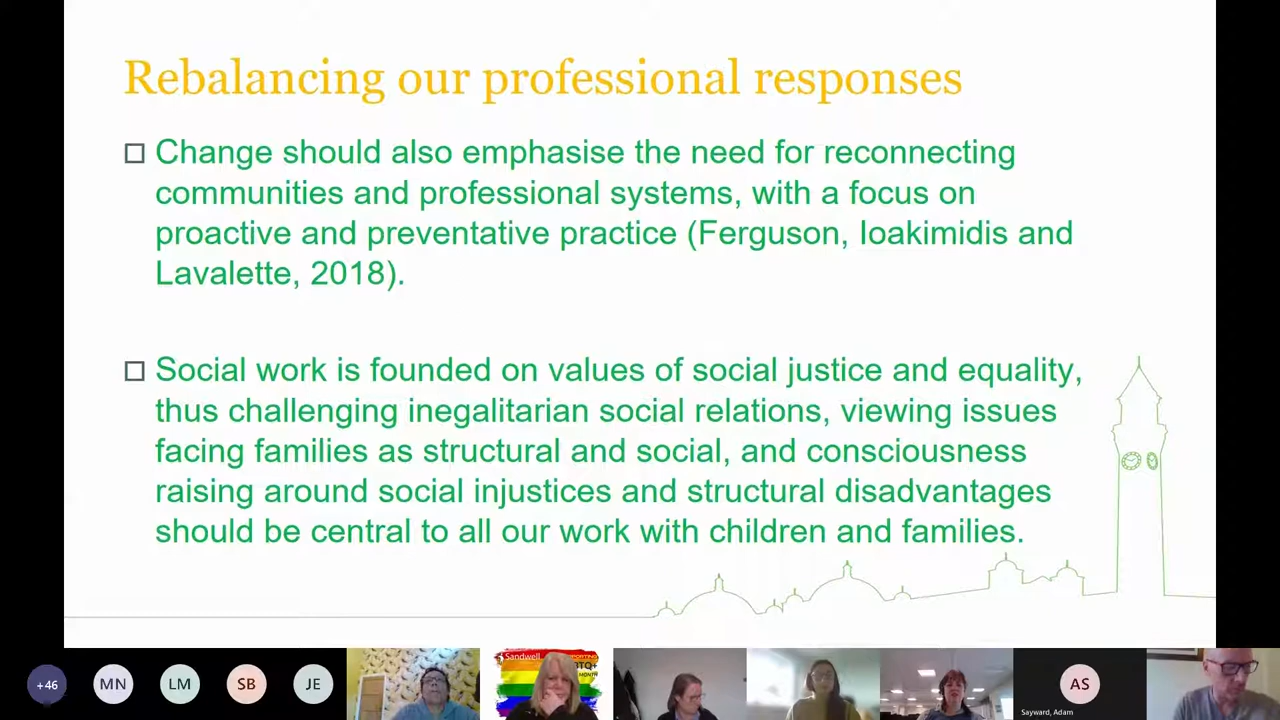 Rebalancing our professional responses
Change should also emphasise the need for reconnecting
communities and professional systems, with a focus on
proactive and preventative practice (Ferguson, Ioakimidis and
Lavalette, 2018).
Social work is founded on values of social justice and equality,
thus challenging inegalitarian social relations, viewing issues
facing families as structural and social, and consciousness
raising around social injustices and structural disadvantages
should be central to all our work with children and families.
+46
MN
LM
SB
JE
Sandwell
MONTH
AS
Sayward, Adam